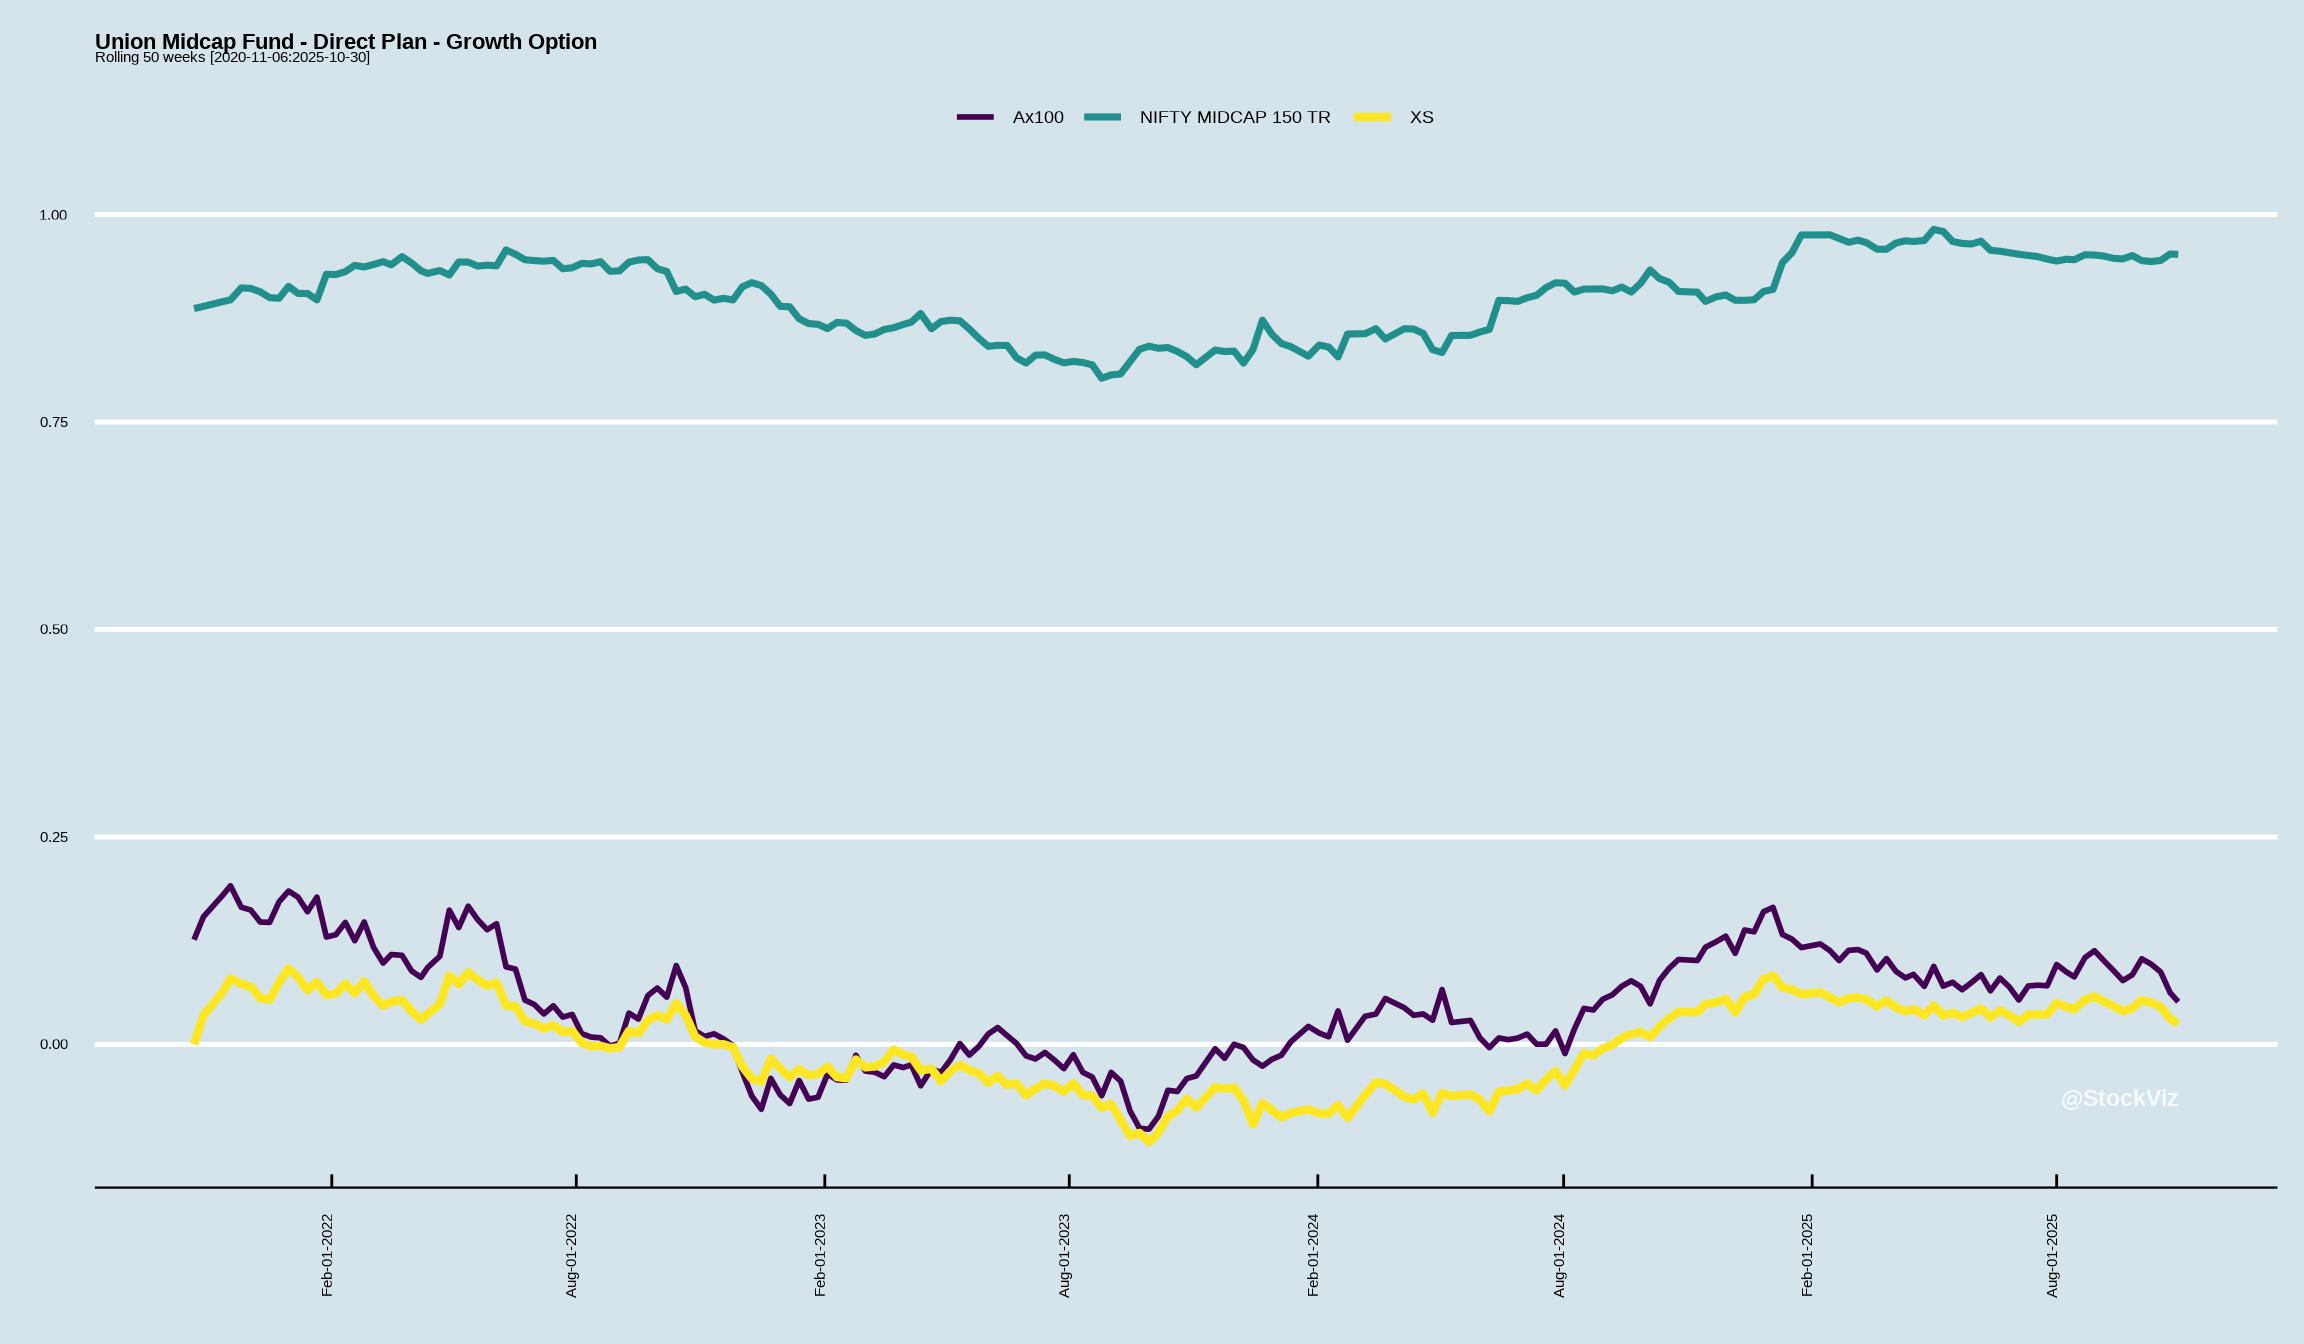 Union Midcap Fund - Direct Plan - Growth Option
Rolling 50 weeks [2020-11-06:2025-10-30]
Ax100 NIFTY MIDCAP 150 TR XS
1.00
0.75
0.50
0.25
0.00
@StockViz
Feb-01-2022 Aug-01-2022 Feb-01-2023 Aug-01-2023 Feb-01-2024 Aug-01-2024 Feb-01-2025 Aug-01-2025